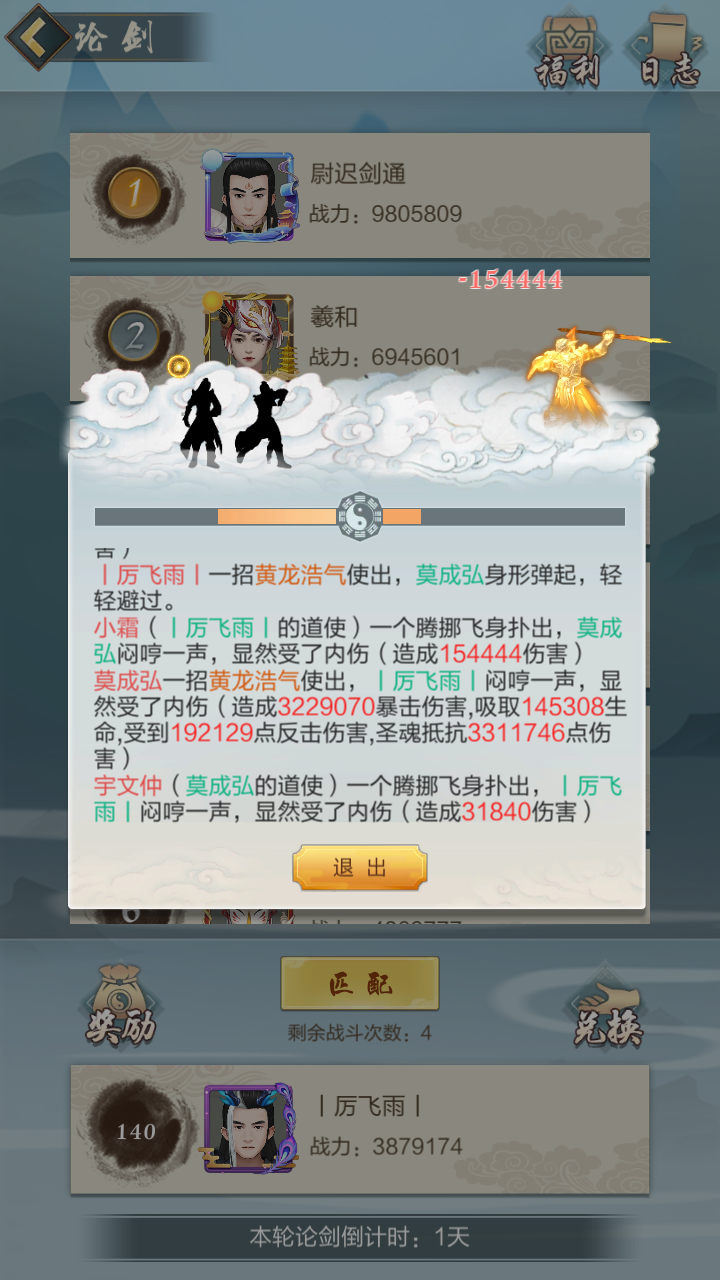 论剑
福利
日志
1
尉迟剑通
战力：9805809
-154444
2
羲和
战力：6945601
害）
丨厉飞雨丨一招黄龙浩气使出，莫成弘身形弹起，轻
轻避过。
小霜（丨厉飞雨丨的道使）一个腾挪飞身扑出，莫成
弘闷哼一声，显然受了内伤（造成154444伤害）
莫成弘一招黄龙浩气使出，丨厉飞雨丨闷哼一声，显
然受了内伤（造成3229070暴击伤害,吸取145308生
命,受到192129点反击伤害,圣魂抵抗3311746点伤
害）
宇文仲（莫成弘的道使）一个腾挪飞身扑出，丨厉飞
雨丨闷哼一声，显然受了内伤（造成31840伤害）
退出
6
匹配
奖励
剩余战斗次数：4
兑换
140
丨厉飞雨丨
战力：3879174
本轮论剑倒计时：1天